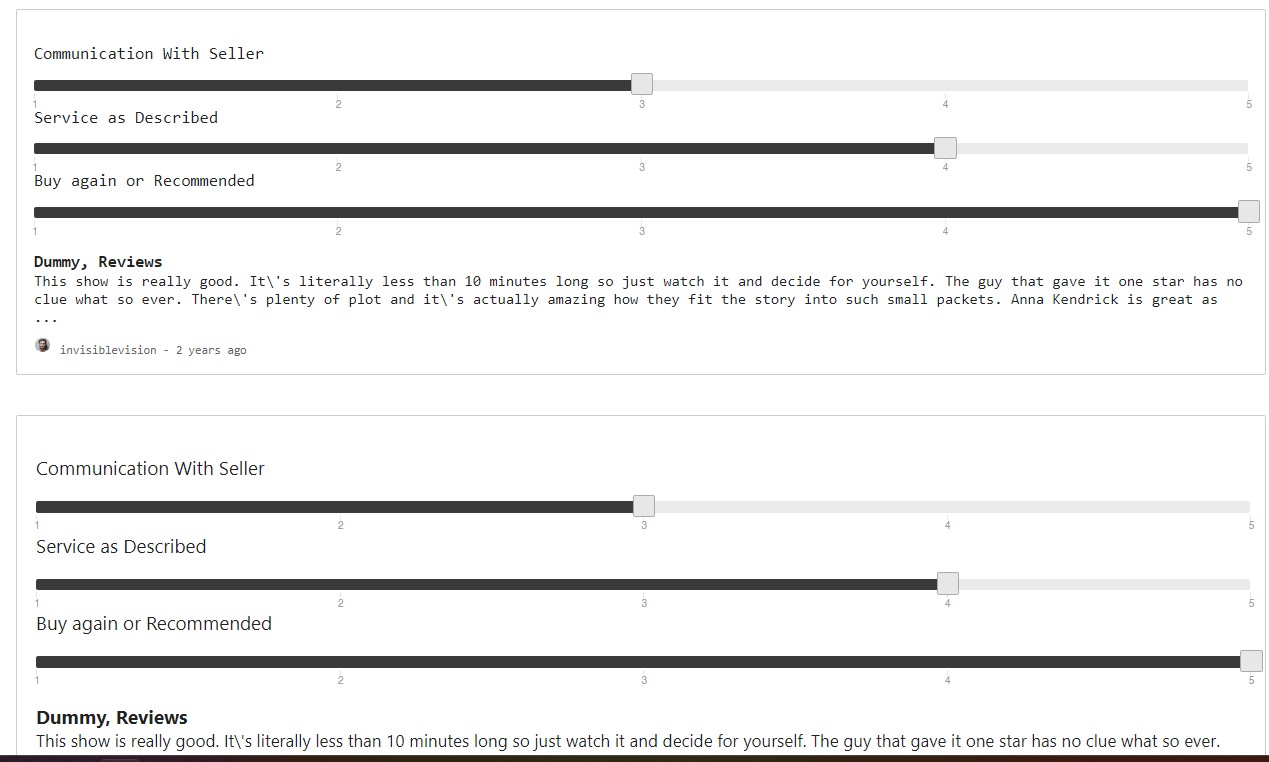 Communication With Seller
1 2 3 4 5
Service as Described
1 2 3 4 5
Buy again or Recommended
1 2 3 4 5
Dummy, Reviews
This show is really good. It\'s literally less than 10 minutes long so just watch it and decide for yourself. The guy that gave it one star has no
clue what so ever. There\'s plenty of plot and it\'s actually amazing how they fit the story into such small packets. Anna Kendrick is great as
...
invisiblevision - 2 years ago
Communication With Seller
1 2 3 4 5
Service as Described
1 2 3 4 5
Buy again or Recommended
1 2 3 4 5
Dummy, Reviews
This show is really good. It\'s literally less than 10 minutes long so just watch it and decide for yourself. The guy that gave it one star has no clue what so ever.